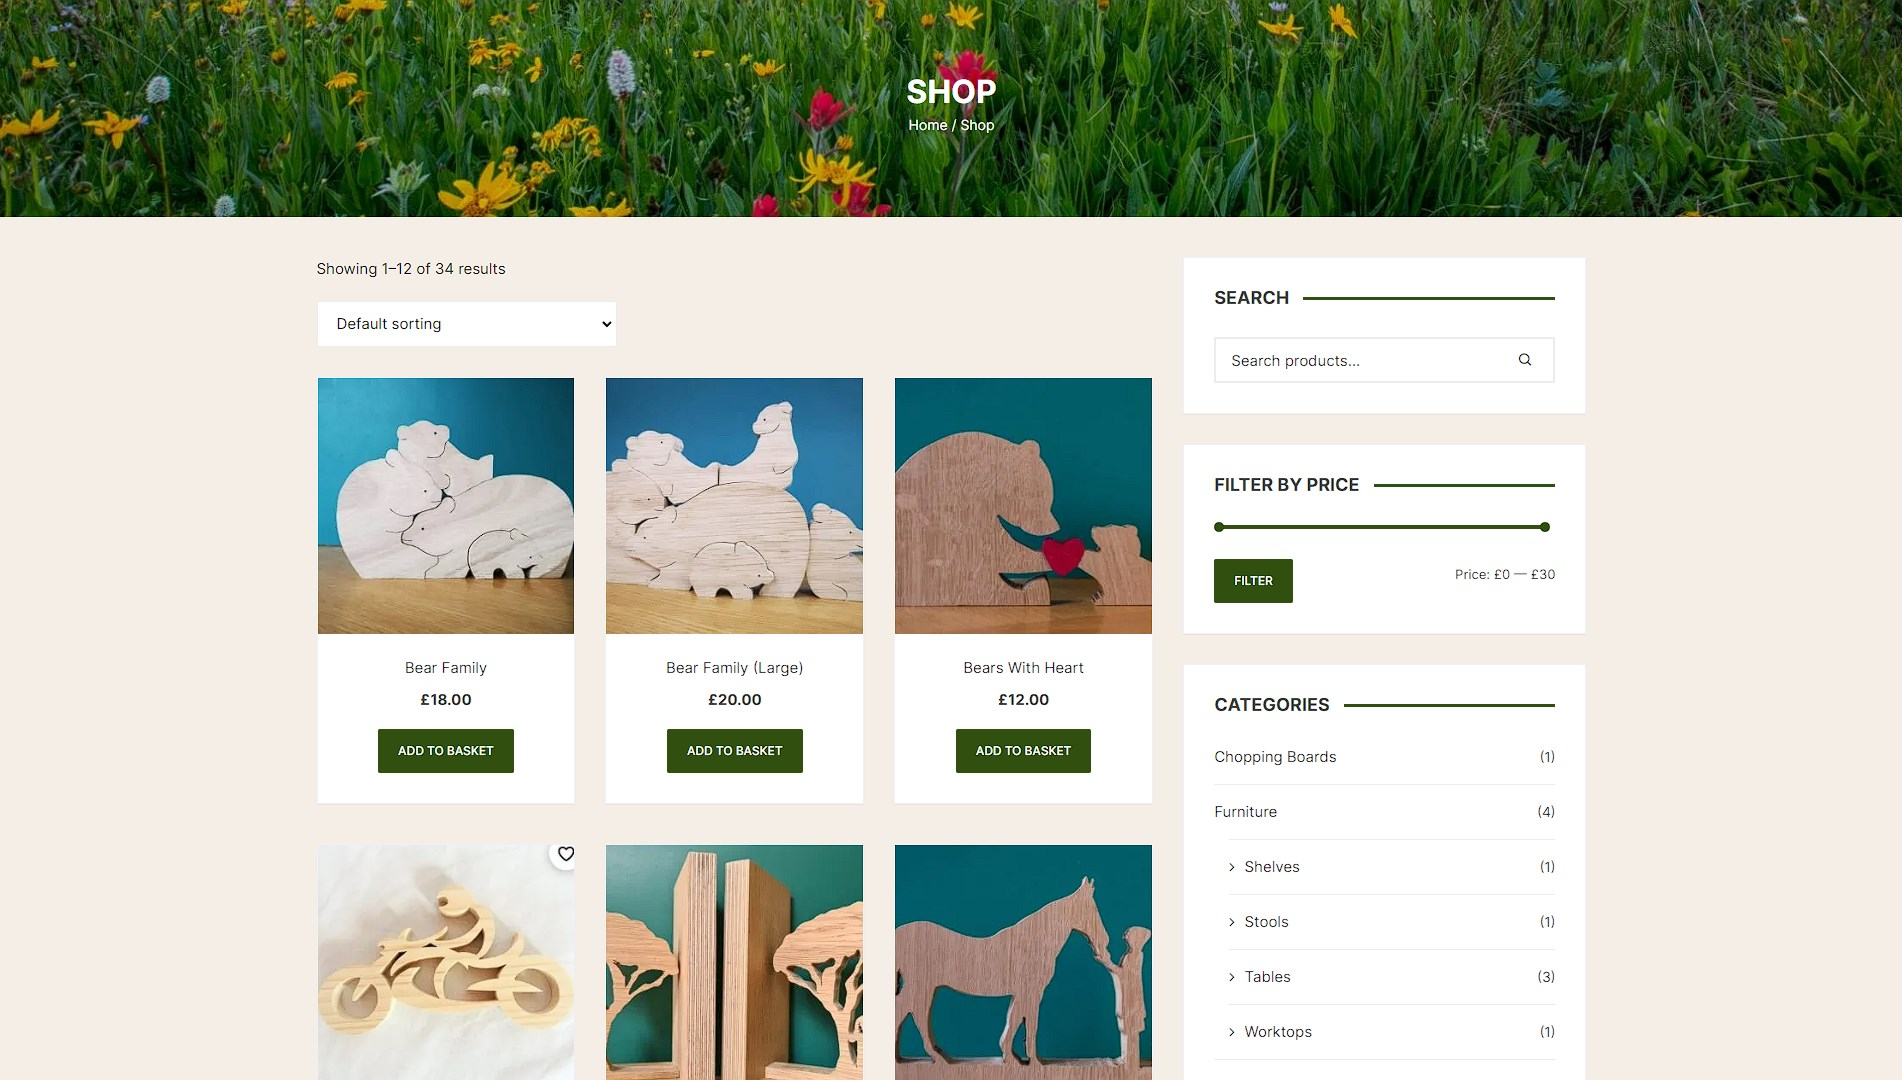 SHOP
Home / Shop
Showing 1–12 of 34 results
Default sorting
Bear Family
£18.00
ADD TO BASKET
Bear Family (Large)
£20.00
ADD TO BASKET
Bears With Heart
£12.00
ADD TO BASKET
SEARCH
Search products...
FILTER BY PRICE
FILTER
Price: £0 — £30
CATEGORIES
Chopping Boards (1)
Furniture (4)
Shelves (1)
Stools (1)
Tables (3)
Worktops (1)